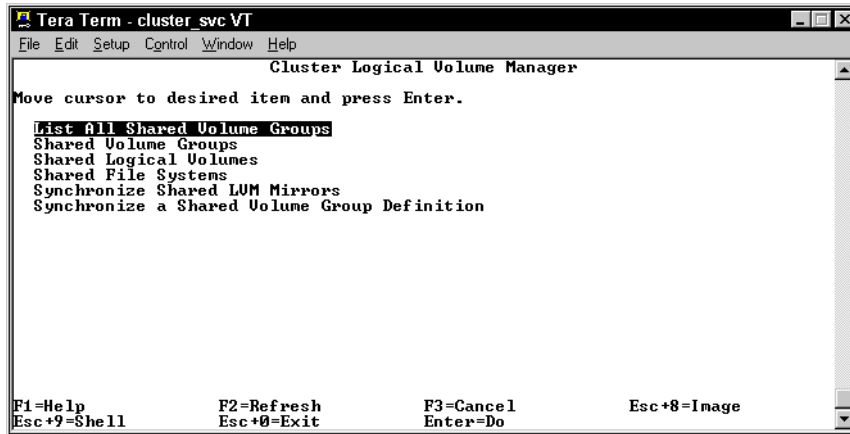 Tera Term - cluster_svc VT
File Edit Setup Control Window Help
Cluster Logical Volume Manager
Move cursor to desired item and press Enter.
List All Shared Volume Groups
Shared Volume Groups
Shared Logical Volumes
Shared File Systems
Synchronize Shared LVM Mirrors
Synchronize a Shared Volume Group Definition
F1=Help F2=Refresh F3=Cancel Esc+8=Image
Esc+9=Shell Esc+0=Exit Enter=Do